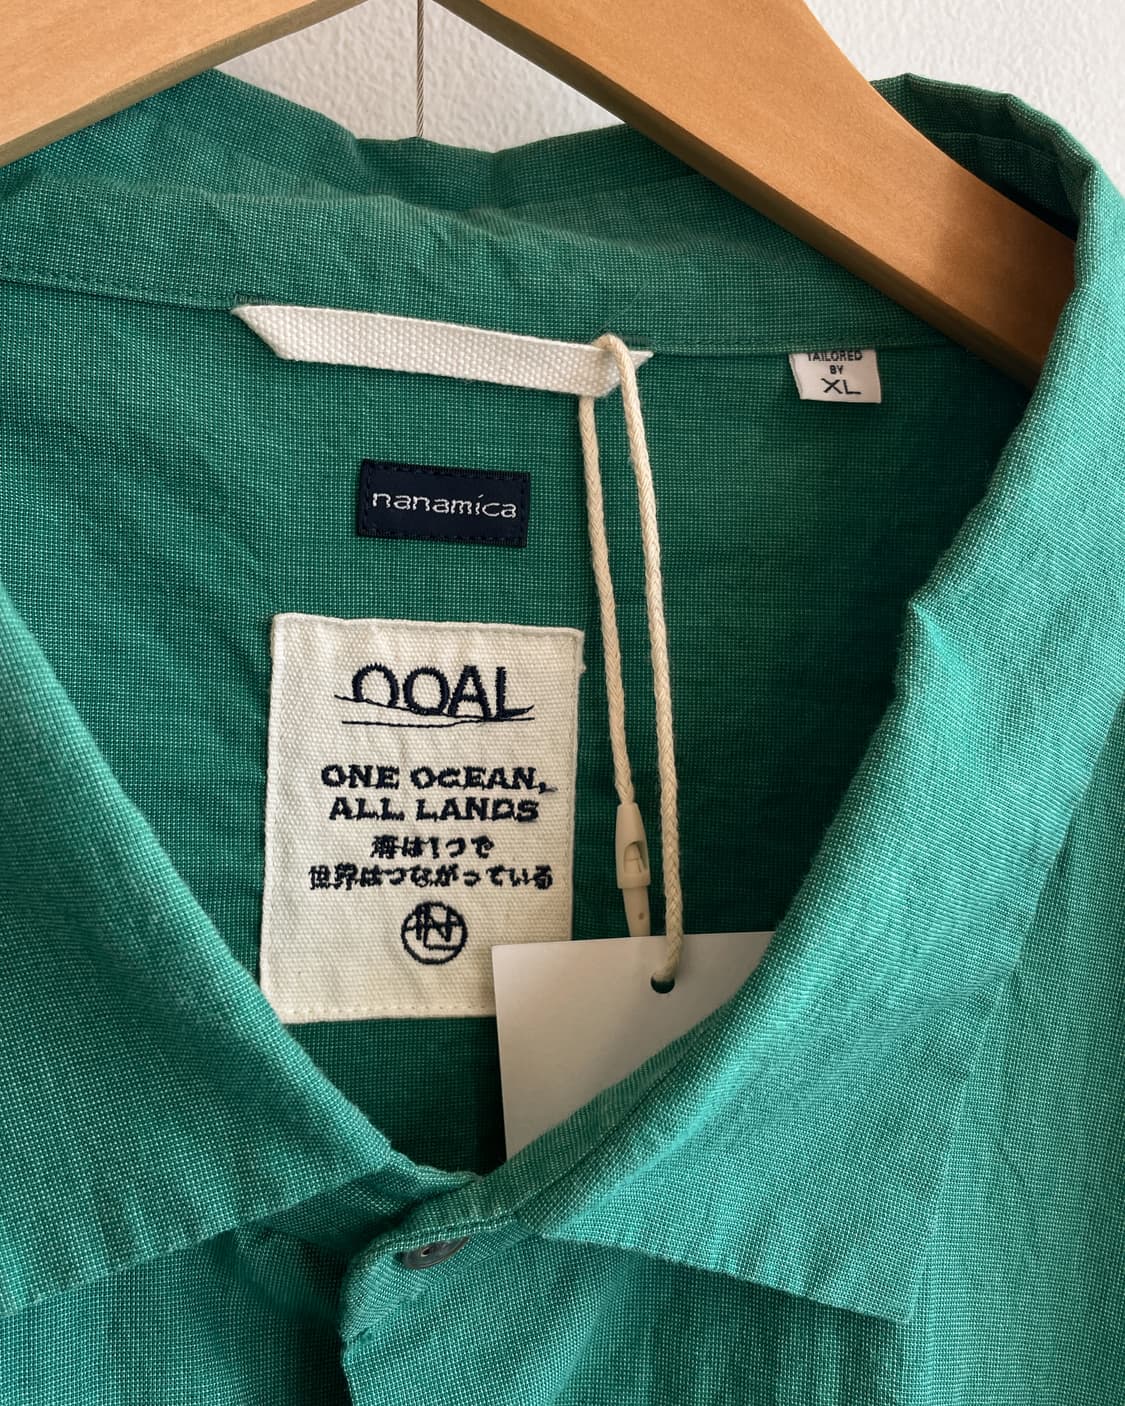 TAILORED
BY
XL
nanamica
OOAL
ONE OCEAN,
ALL LANDS
海は1つで
世界はつながっている